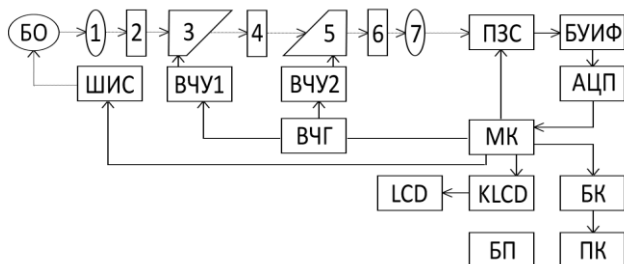 БО 1 2 3 4 5 6 7 ПЗС БУИФ
ШИС ВЧУ1 ВЧУ2 АЦП
ВЧГ МК
LCD KLCD БК
БП ПК